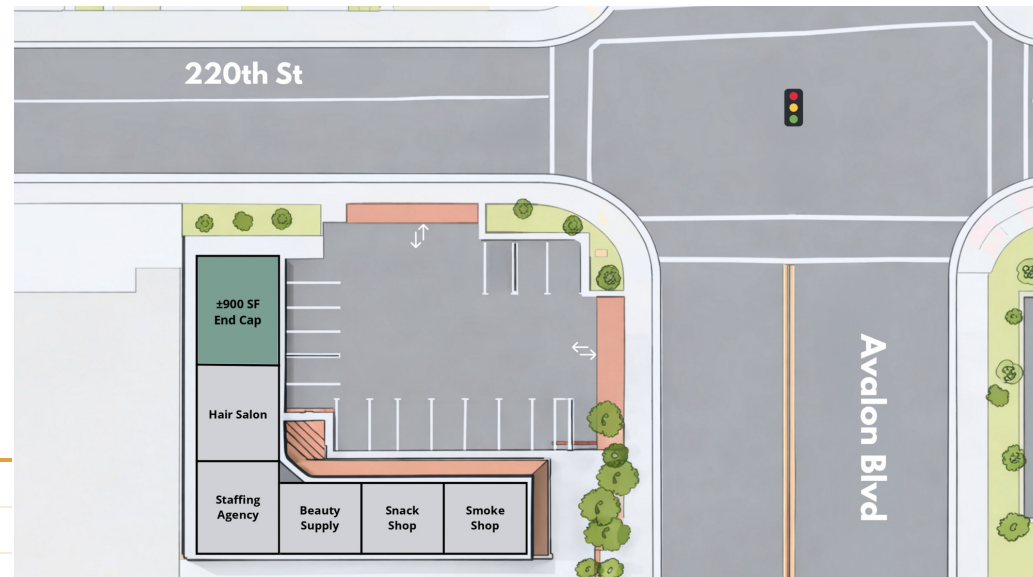 220th St
±900 SF
End Cap
Hair Salon
Staffing
Agency
Beauty
Supply
Snack
Shop
Smoke
Shop
Avalon Blvd